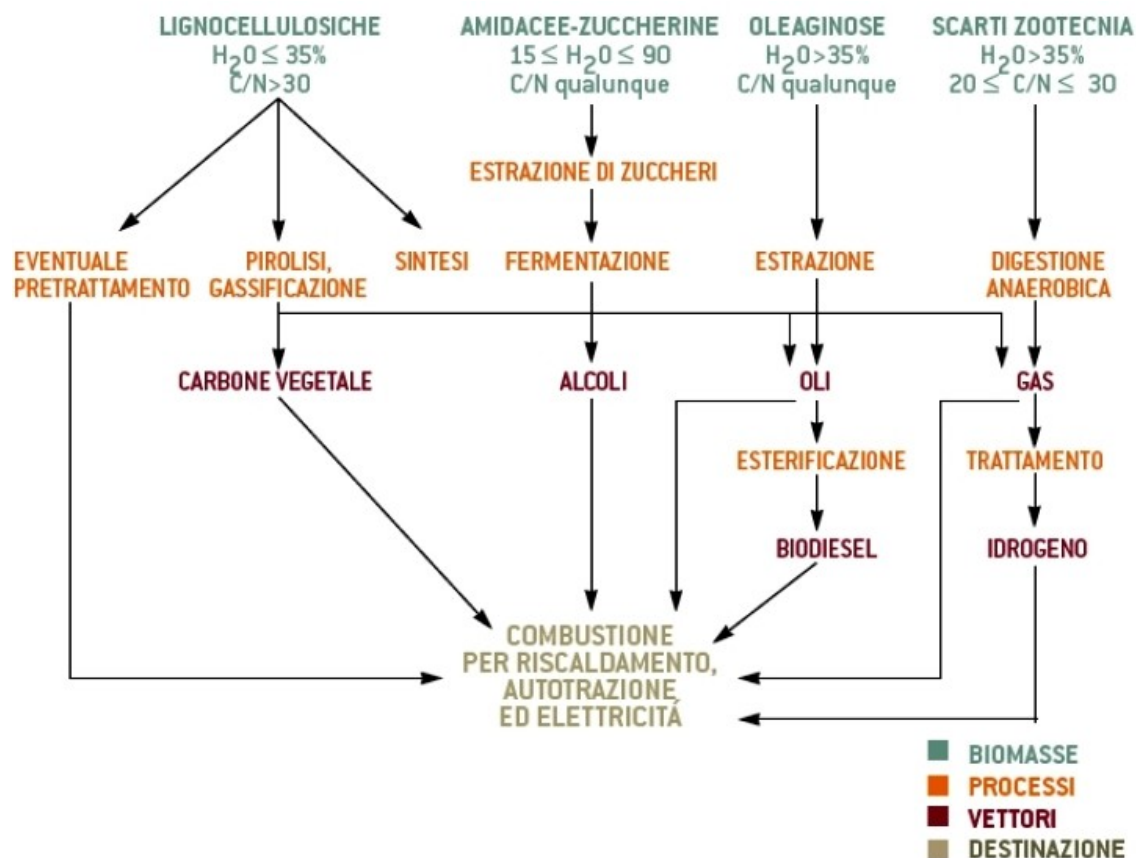 LIGNOCELLULOSICHE
H₂O ≤ 35%
C/N>30
AMIDACEE-ZUCCHERINE
15 ≤ H₂O ≤ 90
C/N qualunque
OLEAGINOSE
H₂O>35%
C/N qualunque
SCARTI ZOOTECNIA
H₂O>35%
20 ≤ C/N ≤ 30
ESTRAZIONE DI ZUCCHERI
EVENTUALE
PRETRATTAMENTO
PIROLISI,
GASSIFICAZIONE
SINTESI
FERMENTAZIONE
ESTRAZIONE
DIGESTIONE
ANAEROBICA
CARBONE VEGETALE
ALCOLI
OLI
GAS
ESTERIFICAZIONE
TRATTAMENTO
BIODIESEL
IDROGENO
COMBUSTIONE
PER RISCALDAMENTO,
AUTOTRAZIONE
ED ELETTRICITÁ
BIOMASSE
PROCESSI
VETTORI
DESTINAZIONE